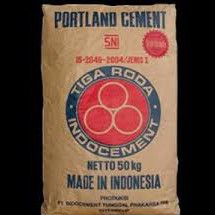 PORTLAND CEMENT
SNI
15-2049-2004/JENIS 1
TIGA RODA
INDOCEMENT
NETTO 50 kg
MADE IN INDONESIA
PRODUKSI
PT INDOCEMENT TUNGGAL PRAKARSA